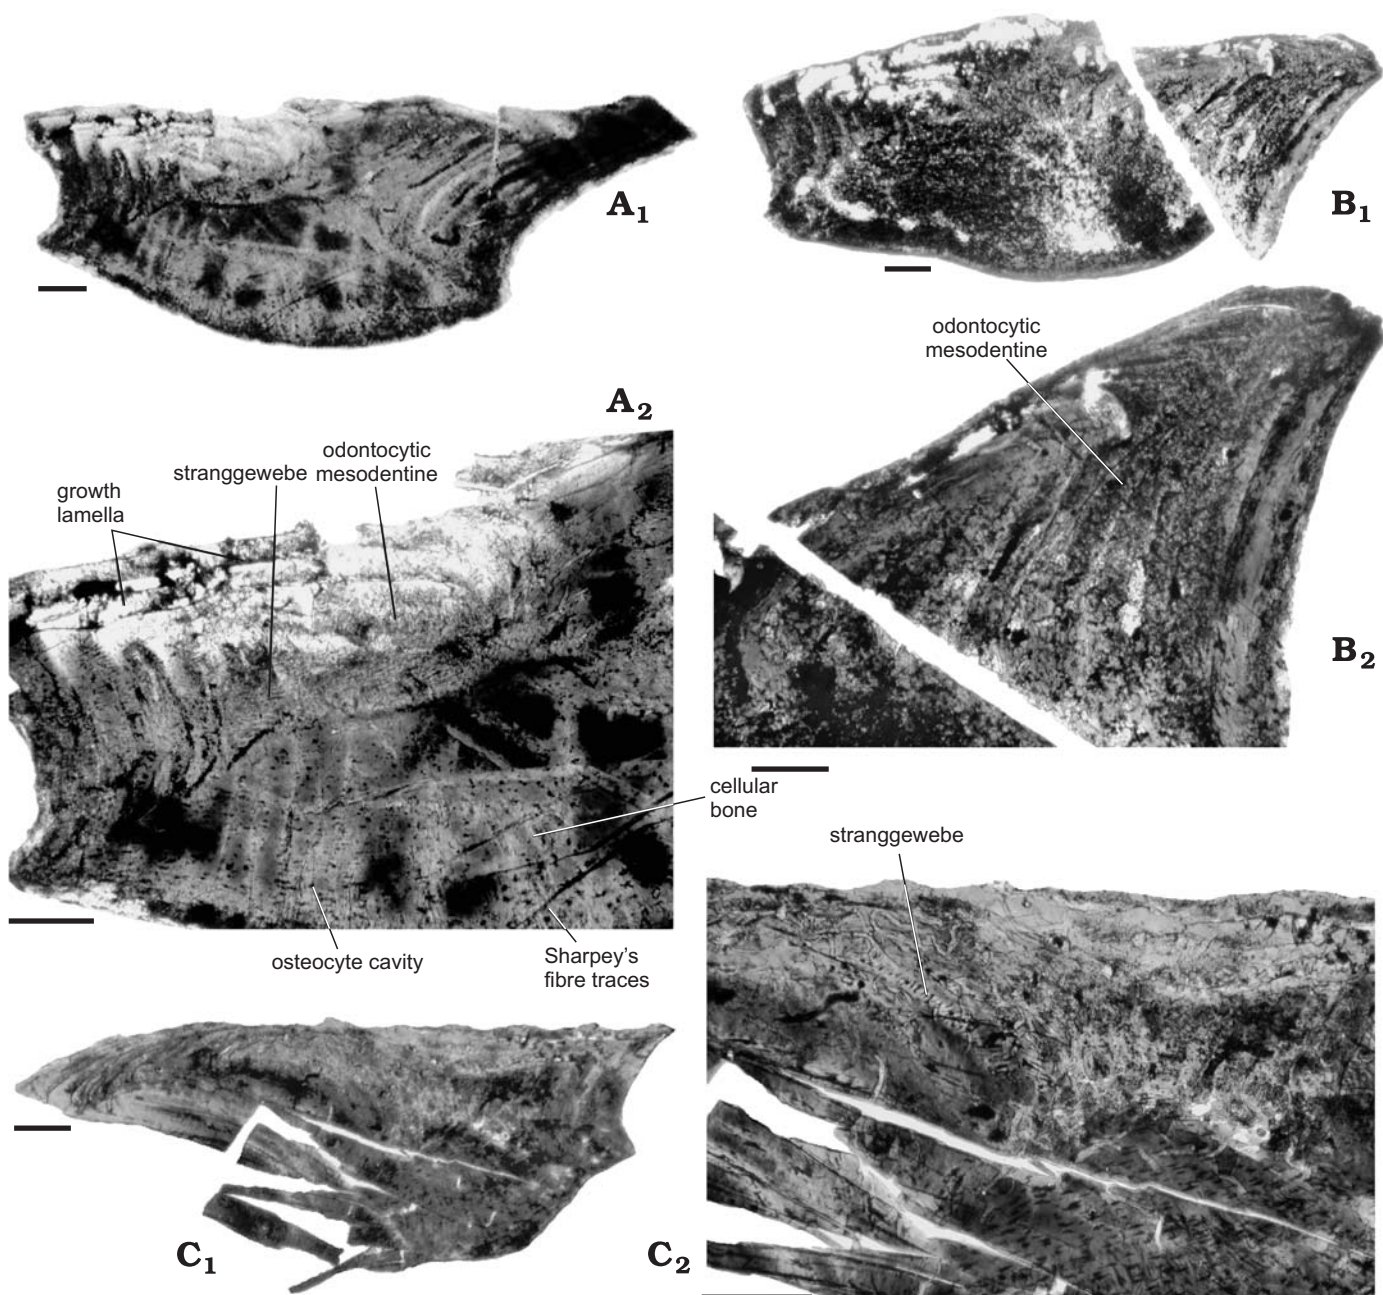 A1
B1
A2
odontocytic
mesodentine
stranggewebe
odontocytic
mesodentine
growth
lamella
B2
cellular
bone
stranggewebe
osteocyte cavity
Sharpey's
fibre traces
C1
C2